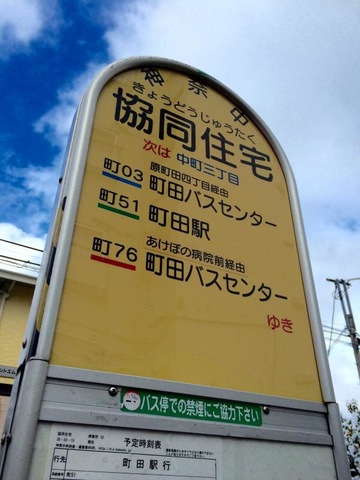 神奈中
きょうどうじゅうたく
協同住宅
次は 中町三丁目
原町田四丁目経由
町03 町田バスセンター
町51 町田駅
あけぼの病院前経由
町76 町田バスセンター
ゆき
バス停での禁煙にご協力下さい
予定時刻表
行先 町田駅行